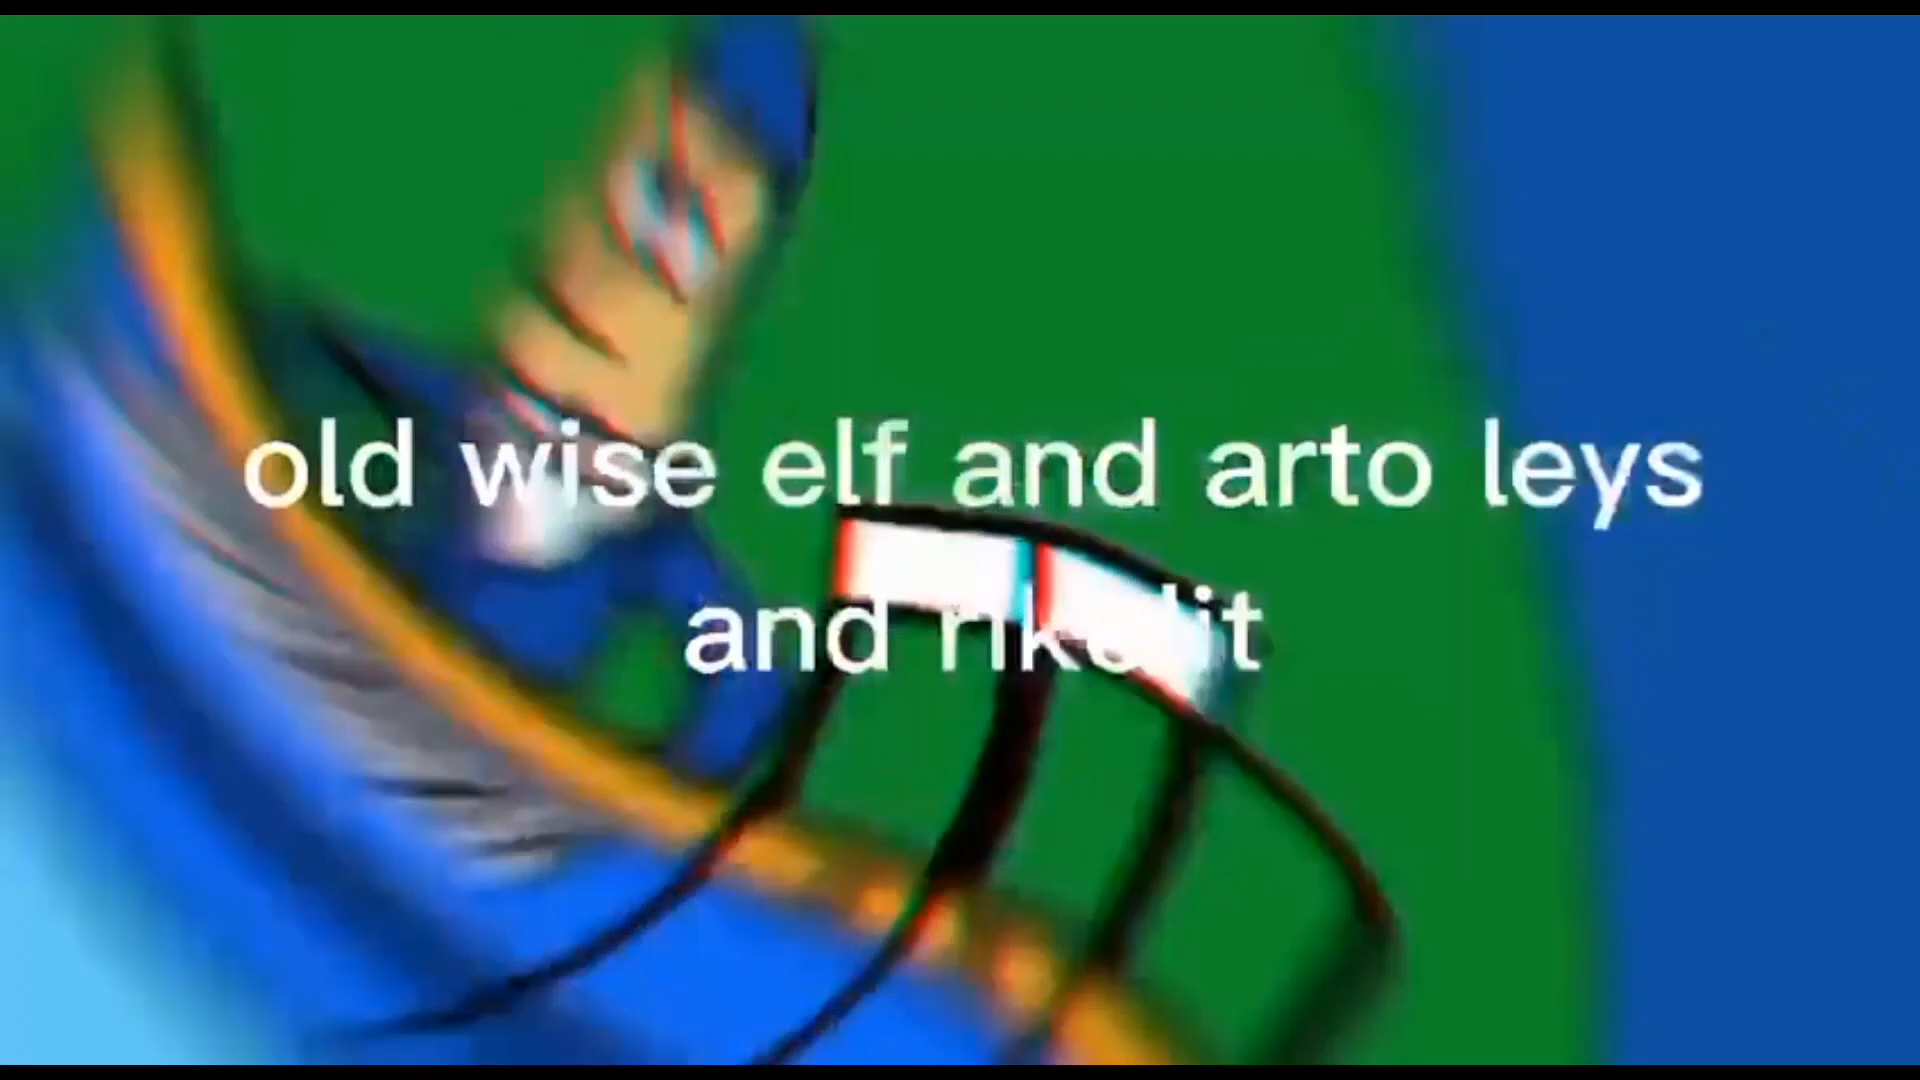 old wise elf and arto leys
and